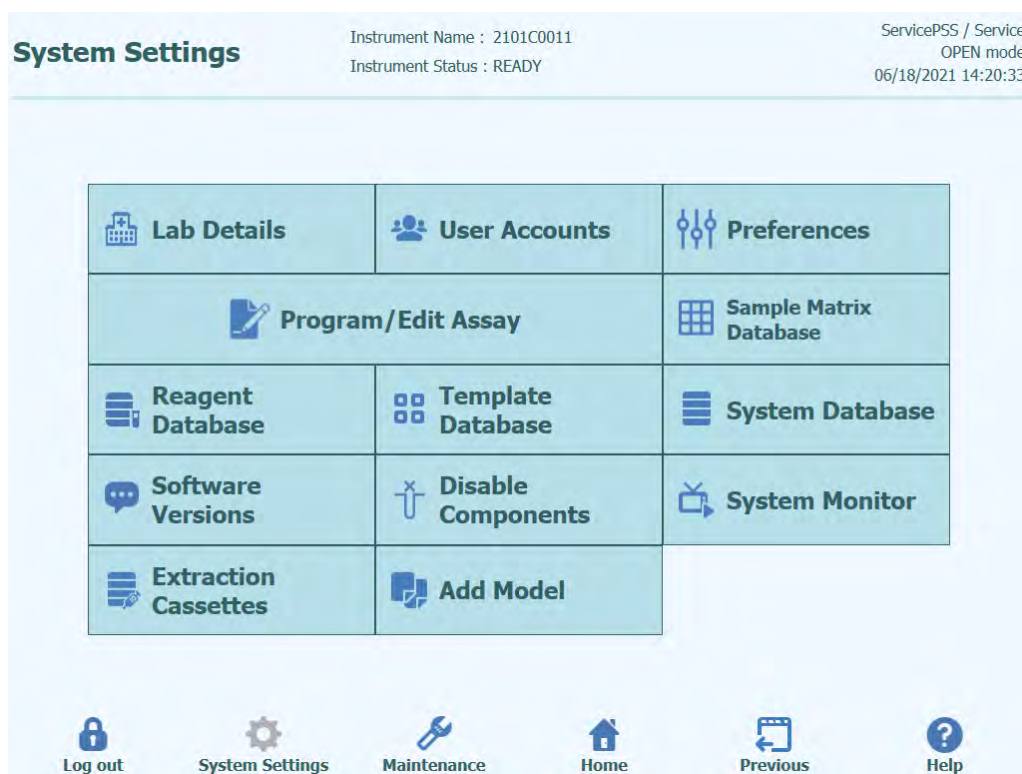 System Settings
Instrument Name : 2101C0011
Instrument Status : READY
ServicePSS / Service
OPEN mode
06/18/2021 14:20:33
Lab Details
User Accounts
Preferences
Program/Edit Assay
Sample Matrix
Database
Reagent
Database
Template
Database
System Database
Software
Versions
Disable
Components
System Monitor
Extraction
Cassettes
Add Model
Log out
System Settings
Maintenance
Home
Previous
Help